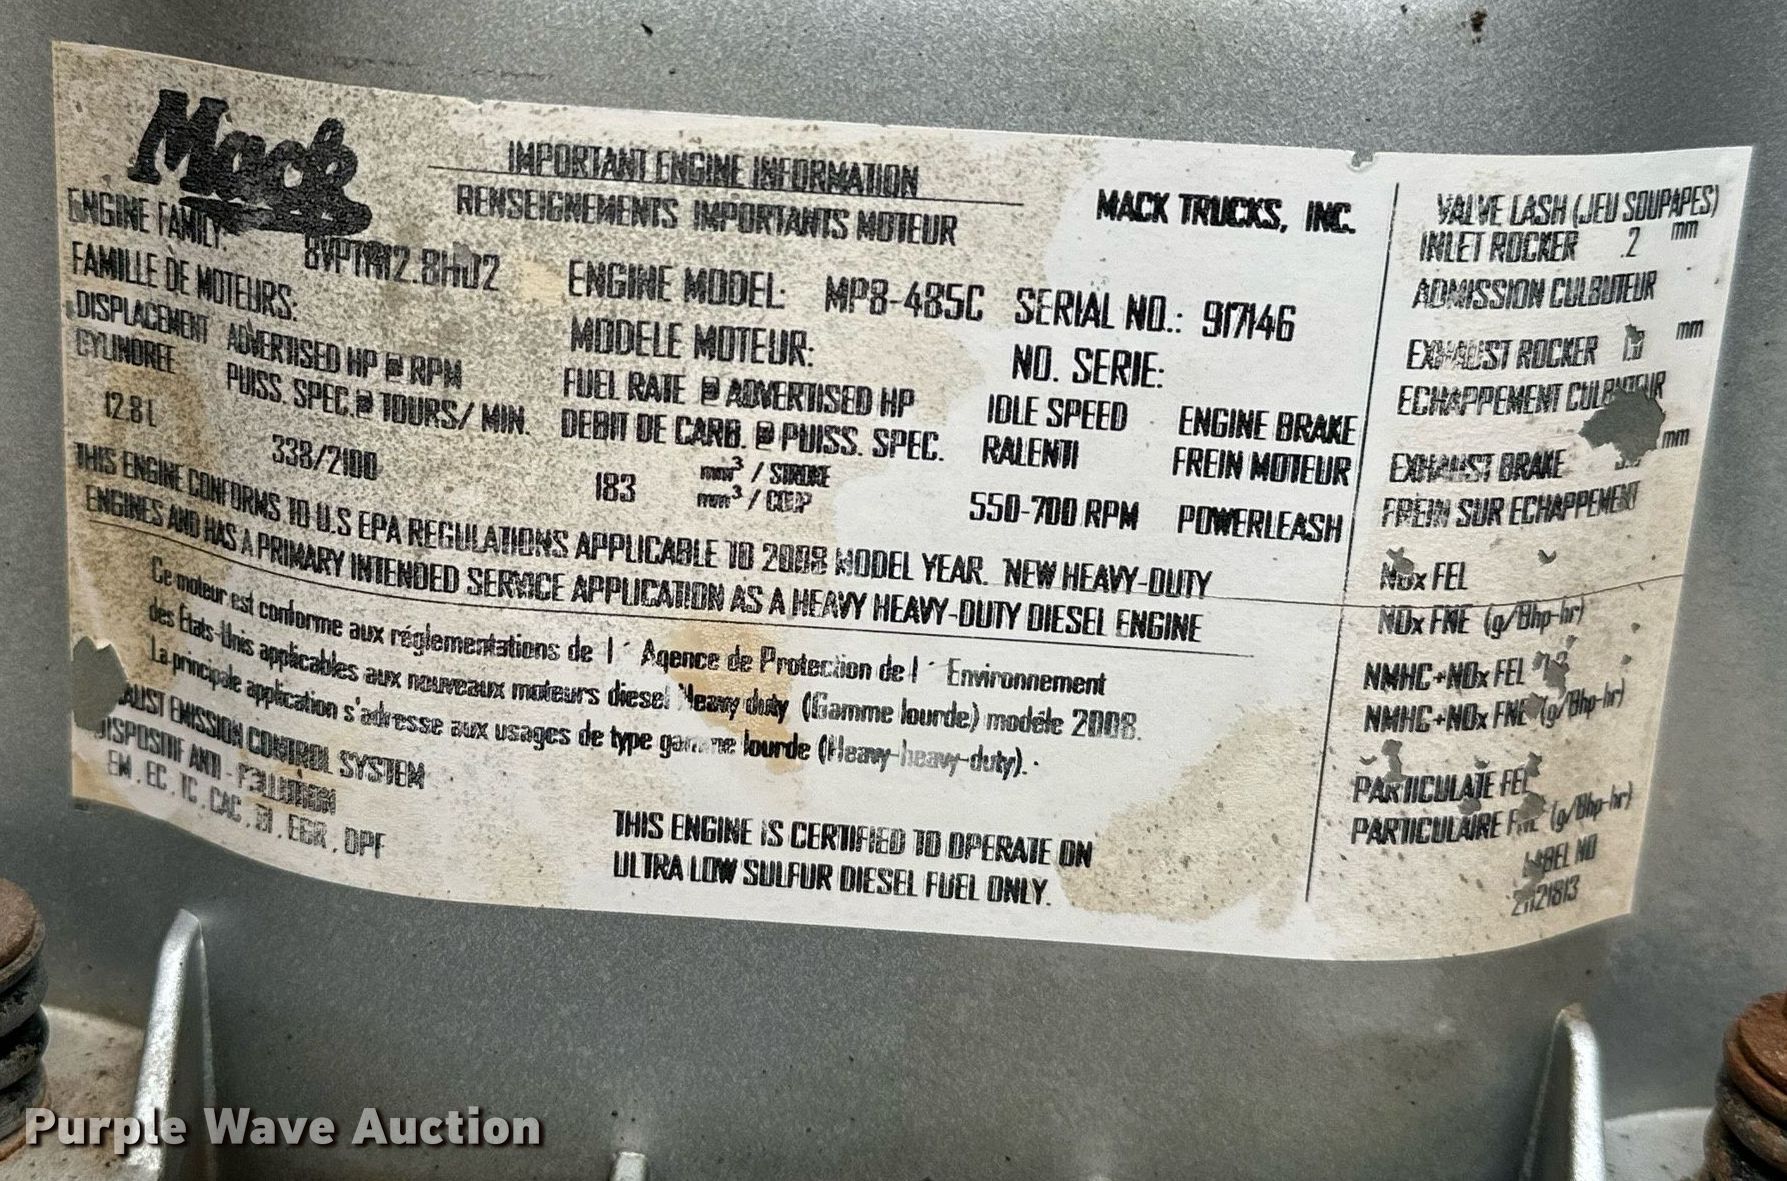 Mack
IMPORTANT ENGINE INFORMATION
RENSEIGNEMENTS IMPORTANTS MOTEUR
MACK TRUCKS, INC.
ENGINE FAMILY:
FAMILLE DE MOTEURS:
ENGINE MODEL: MP8-485C SERIAL NO.: 917146
MODELE MOTEUR: NO. SERIE:
DISPLACEMENT ADVERTISED HP @ RPM FUEL RATE @ ADVERTISED HP IDLE SPEED ENGINE BRAKE
CYLINDREE PUISS. SPEC. @ TOURS/ MIN. DEBIT DE CARB. @ PUISS. SPEC. RALENTI FREIN MOTEUR
12.8 L 338/2100 183 mm³ / STROKE 550-700 RPM POWERLEASH
mm³ / COUP
THIS ENGINE CONFORMS TO U.S EPA REGULATIONS APPLICABLE TO 2008 MODEL YEAR. NEW HEAVY-DUTY
ENGINES AND HAS A PRIMARY INTENDED SERVICE APPLICATION AS A HEAVY HEAVY-DUTY DIESEL ENGINE
Ce moteur est conforme aux réglementations de l ´ Agence de Protection de l ´ Environnement
des Etats-Unis applicables aux nouveaux moteurs diesel Heavy duty (Gamme lourde) modéle 2008.
La principale application s'adresse aux usages de type gamme lourde (Heavy-heavy-duty).
EMISSION CONTROL SYSTEM
DISPOSITIF ANTI - POLLUTION
EM , EC , TC , CAC , DI , EGR , DPF
THIS ENGINE IS CERTIFIED TO OPERATE ON
ULTRA LOW SULFUR DIESEL FUEL ONLY.
VALVE LASH (JEU SOUPAPES)
INLET ROCKER .2 mm
ADMISSION CULBUTEUR
EXHAUST ROCKER mm
ECHAPPEMENT CULBUTEUR
EXHAUST BRAKE mm
FREIN SUR ECHAPPEMENT
NOx FEL
NOx FNE (g/Bhp-hr)
NMHC+NOx FEL
NMHC+NOx FNE (g/Bhp-hr)
PARTICULATE FEL
PARTICULAIRE FNE (g/Bhp-hr)
LABEL NO
21121813
Purple Wave Auction